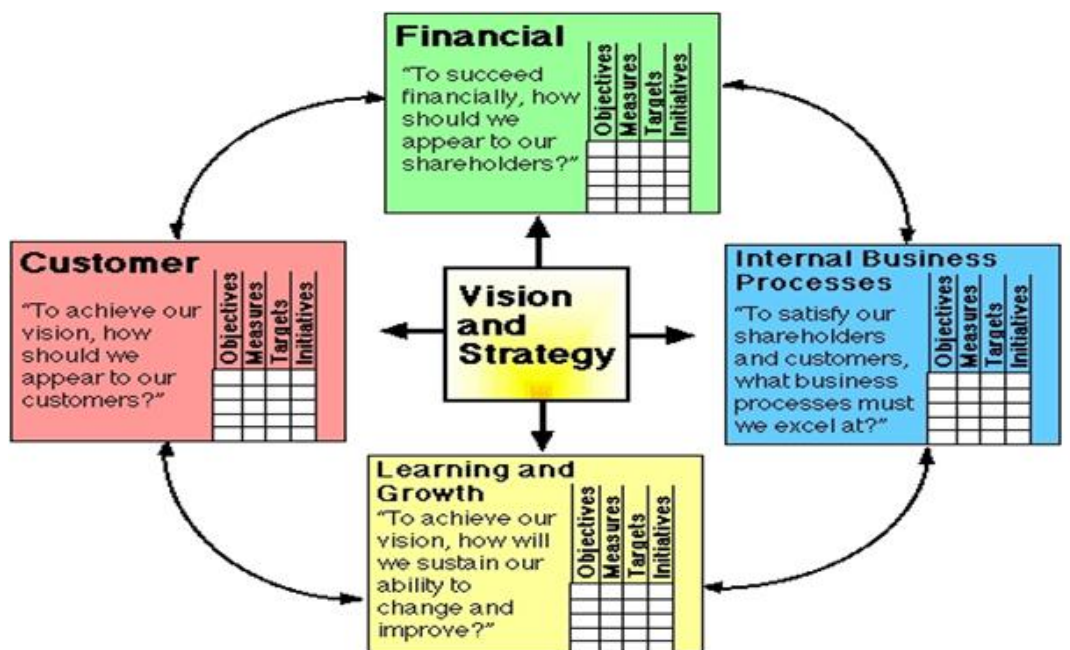 Financial
“To succeed
financially, how
should we
appear to our
shareholders?”
Objectives
Measures
Targets
Initiatives
Customer
“To achieve our
vision, how
should we
appear to our
customers?”
Objectives
Measures
Targets
Initiatives
Vision
and
Strategy
Internal Business
Processes
“To satisfy our
shareholders
and customers,
what business
processes must
we excel at?”
Objectives
Measures
Targets
Initiatives
Learning and
Growth
“To achieve our
vision, how will
we sustain our
ability to
change and
improve?”
Objectives
Measures
Targets
Initiatives